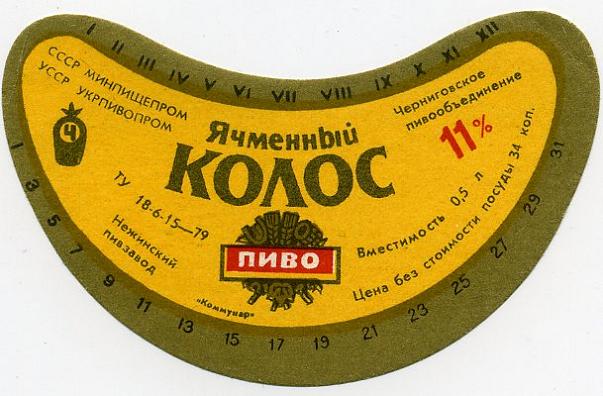 I II III IV V VI VII VIII IX X XI XII
СССР МИНПИЩЕПРОМ
УССР УКРПИВОПРОМ
Ч
ТУ 18-6-15—79
Нежинский
пивзавод
Ячменный
КОЛОС
ПИВО
„Коммунар"
Черниговское
пивообъединение
11%
Вместимость 0,5 л
Цена без стоимости посуды 34 коп.
1 3 5 7 9 11 13 15 17 19 21 23 25 27 29 31